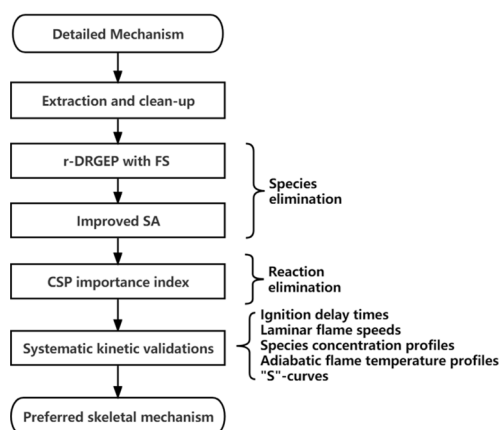 Detailed Mechanism
Extraction and clean-up
r-DRGEP with FS
Improved SA
Species
elimination
CSP importance index
Reaction
elimination
Systematic kinetic validations
Ignition delay times
Laminar flame speeds
Species concentration profiles
Adiabatic flame temperature profiles
"S"-curves
Preferred skeletal mechanism